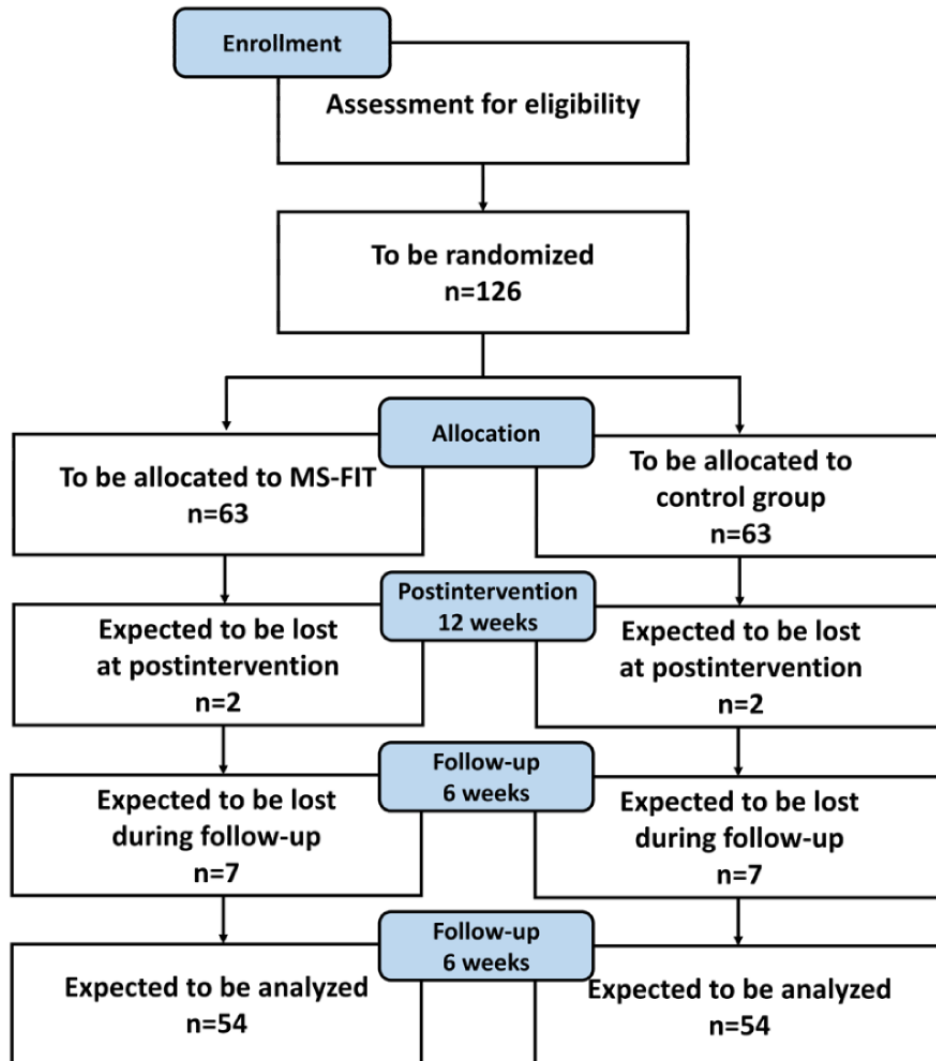 Enrollment
Assessment for eligibility
To be randomized
n=126
Allocation
To be allocated to MS-FIT
n=63
To be allocated to
control group
n=63
Postintervention
12 weeks
Expected to be lost
at postintervention
n=2
Expected to be lost
at postintervention
n=2
Follow-up
6 weeks
Expected to be lost
during follow-up
n=7
Expected to be lost
during follow-up
n=7
Follow-up
6 weeks
Expected to be analyzed
n=54
Expected to be analyzed
n=54